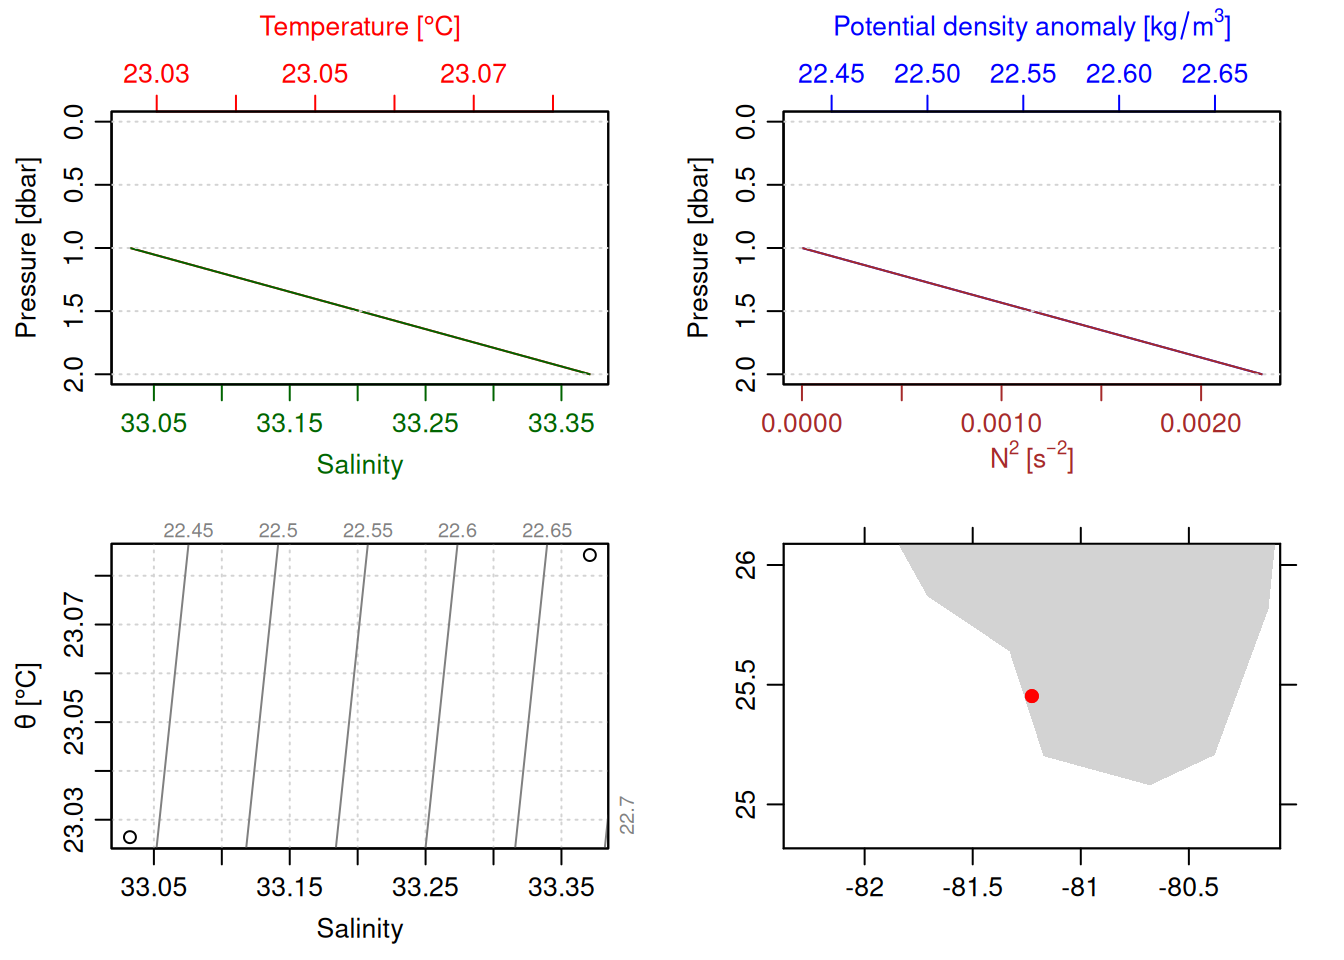 Temperature [°C]
23.03 23.05 23.07
Pressure [dbar]
0.0 0.5 1.0 1.5 2.0
33.05 33.15 33.25 33.35
Salinity
Potential density anomaly [kg/m³]
22.45 22.50 22.55 22.60 22.65
Pressure [dbar]
0.0 0.5 1.0 1.5 2.0
0.0000 0.0010 0.0020
N² [s⁻²]
22.45 22.5 22.55 22.6 22.65
22.7
θ [°C]
23.03 23.05 23.07
33.05 33.15 33.25 33.35
Salinity
26
25.5
25
-82 -81.5 -81 -80.5